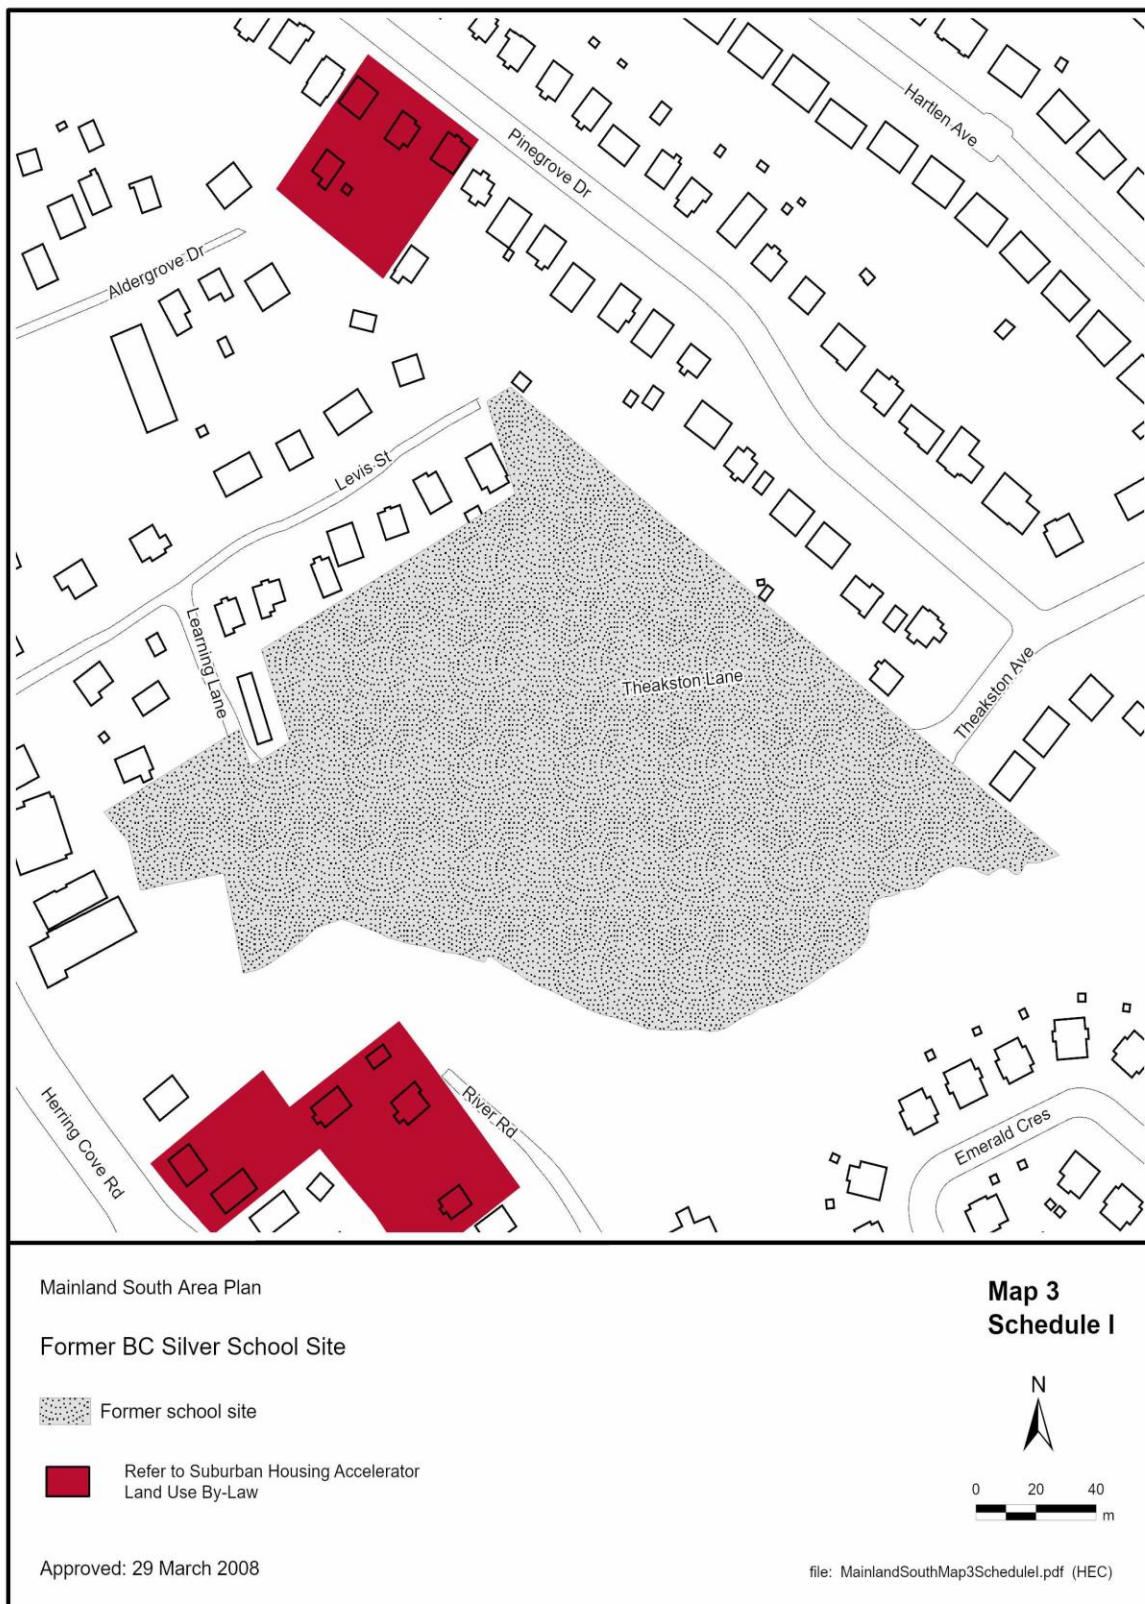 Hartlen Ave
Pinegrove Dr
Aldergrove Dr
Levis St
Learning Lane
Theakston Lane
Theakston Ave
Herring Cove Rd
River Rd
Emerald Cres
Mainland South Area Plan
Former BC Silver School Site
Former school site
Refer to Suburban Housing Accelerator
Land Use By-Law
Approved: 29 March 2008
Map 3
Schedule I
N
0 20 40
m
file: MainlandSouthMap3ScheduleI.pdf (HEC)